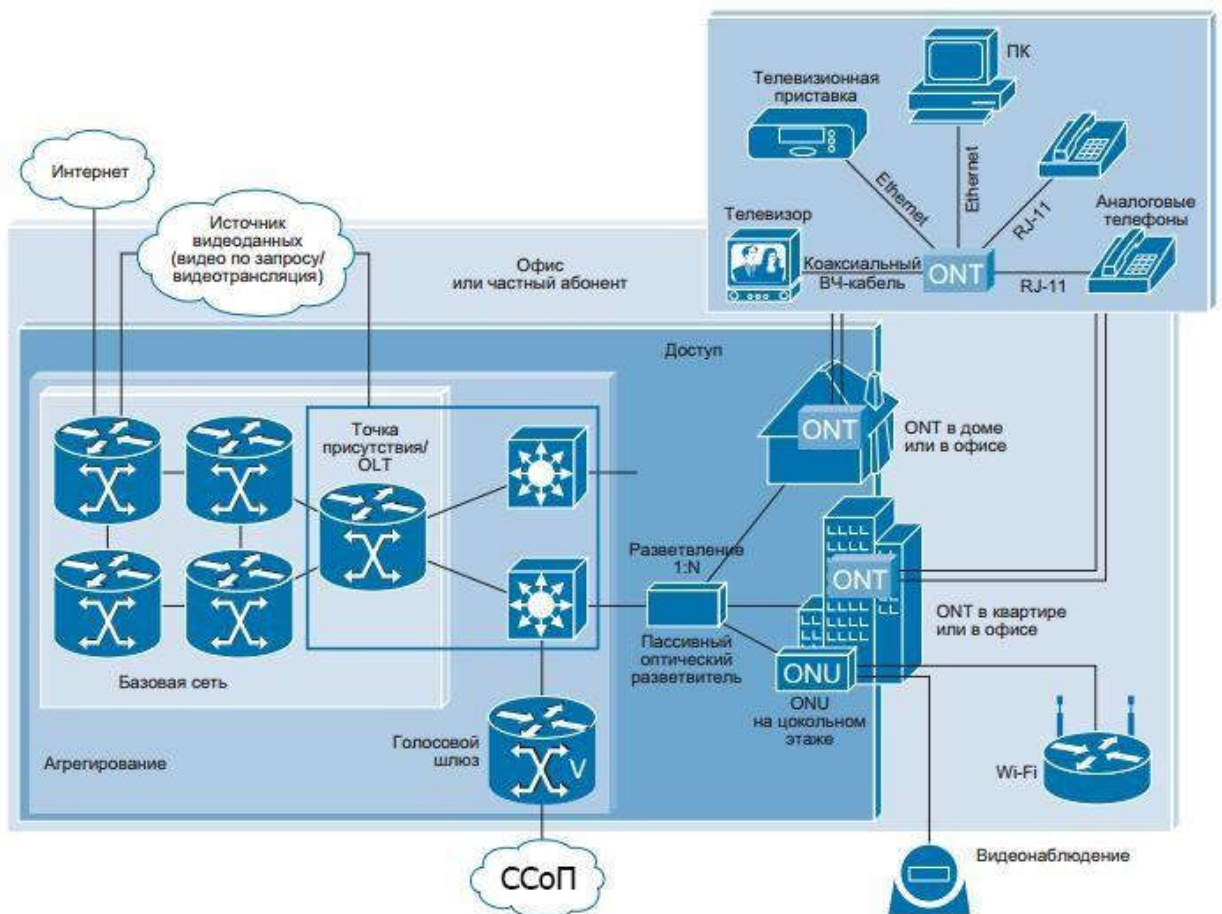 ПК
Телевизионная
приставка
Интернет
Ethernet
Ethernet
RJ-11
Источник
видеоданных
(видео по запросу/
видеотрансляция)
Телевизор
Аналоговые
телефоны
Офис
или частный абонент
Коаксиальный
ВЧ-кабель
ONT
RJ-11
Доступ
Точка
присутствия/
OLT
ONT
ONT в доме
или в офисе
Разветвление
1:N
ONT
ONT в квартире
или в офисе
Пассивный
оптический
разветвитель
ONU
Базовая сеть
ONU
на цокольном
этаже
Голосовой
шлюз
V
Агрегирование
Wi-Fi
Видеонаблюдение
ССоП